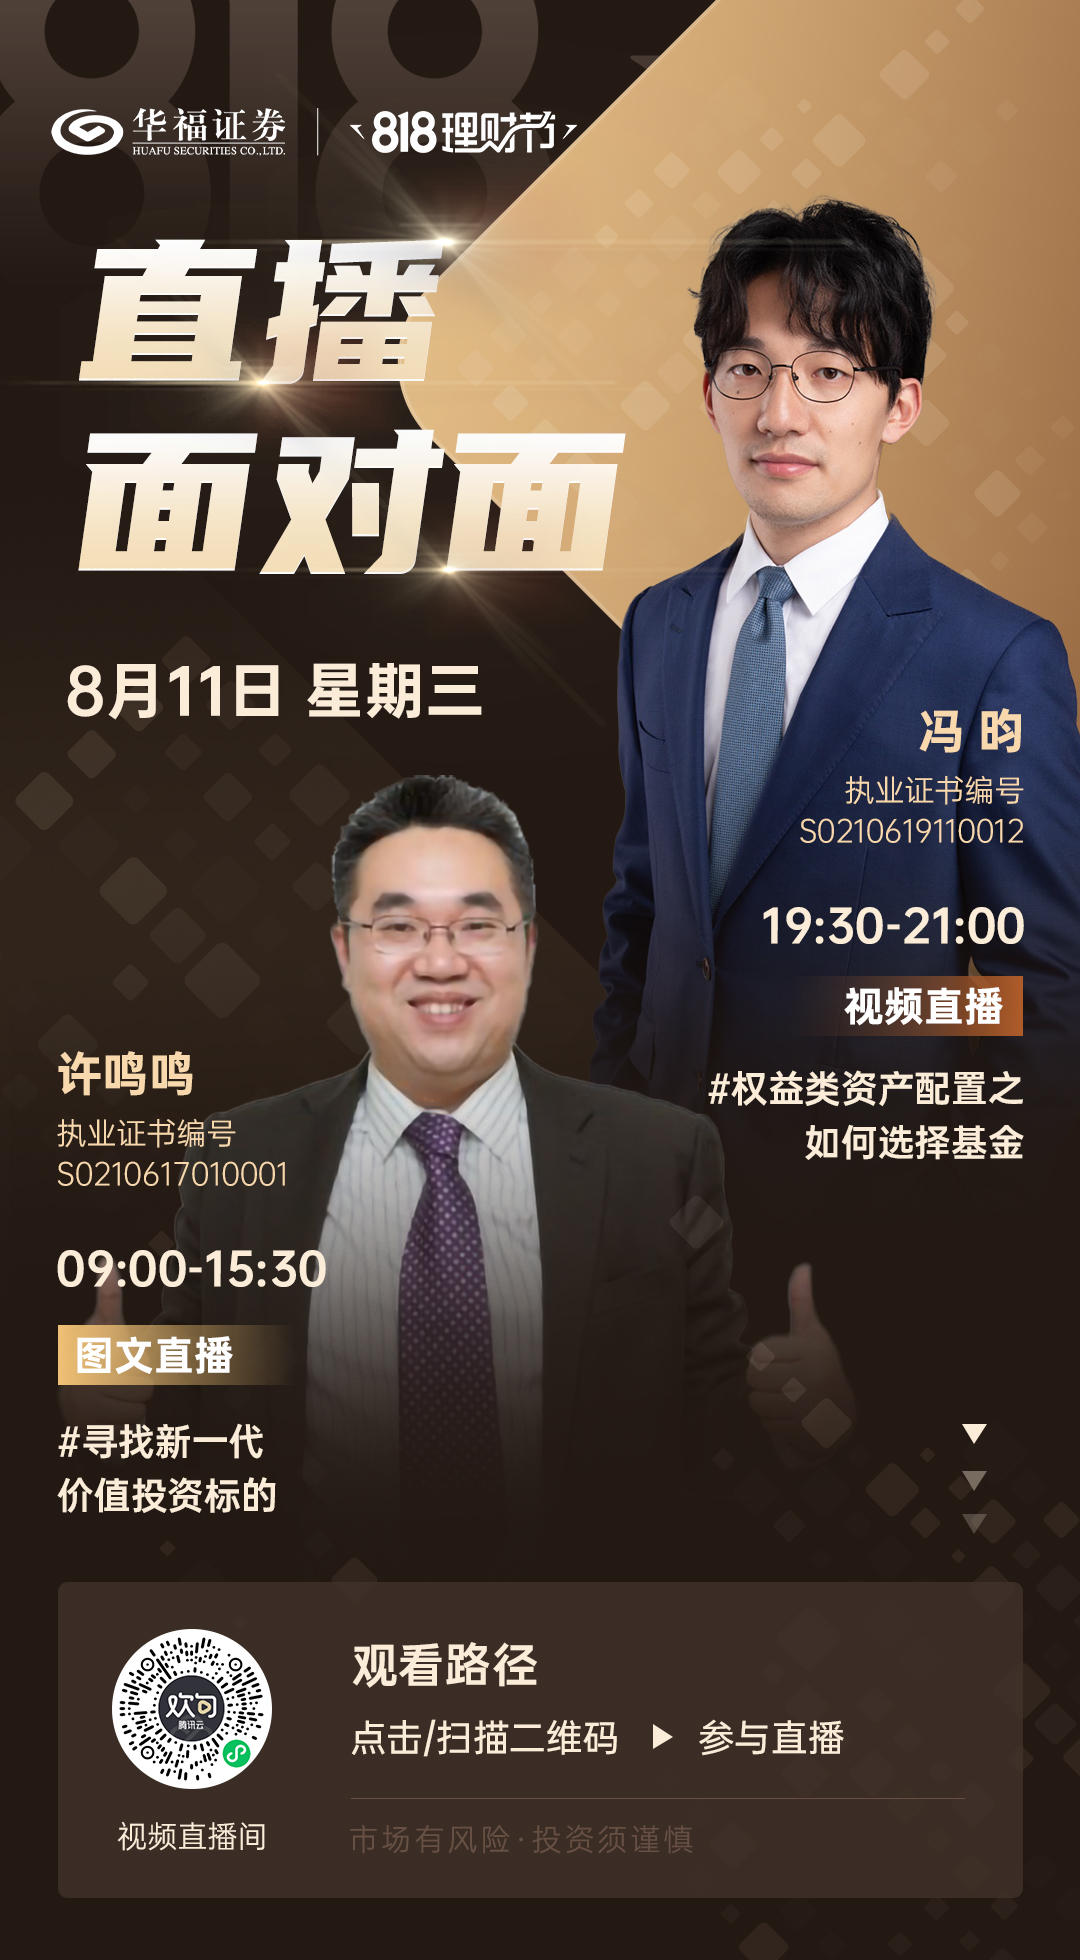 华福证券
HUAFU SECURITIES CO.,LTD.
818理财节
直播
面对面
8月11日 星期三
冯 昀
执业证书编号
S0210619110012
19:30-21:00
视频直播
#权益类资产配置之
如何选择基金
许鸣鸣
执业证书编号
S0210617010001
09:00-15:30
图文直播
#寻找新一代
价值投资标的
欢句
腾讯云
视频直播间
观看路径
点击/扫描二维码 ▶ 参与直播
市场有风险·投资须谨慎